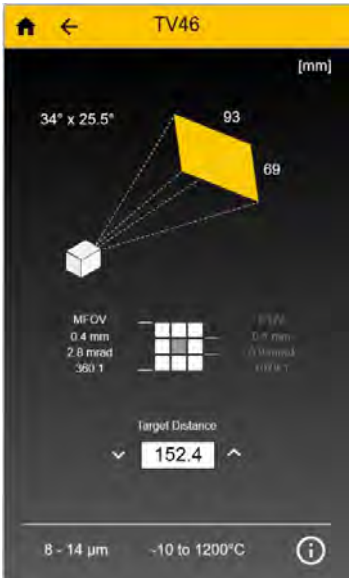 TV46
[mm]
34° x 25.5°
93
69
MFOV
0.4 mm
2.8 mrad
360:1
Target Distance
152.4
8 - 14 µm
-10 to 1200°C